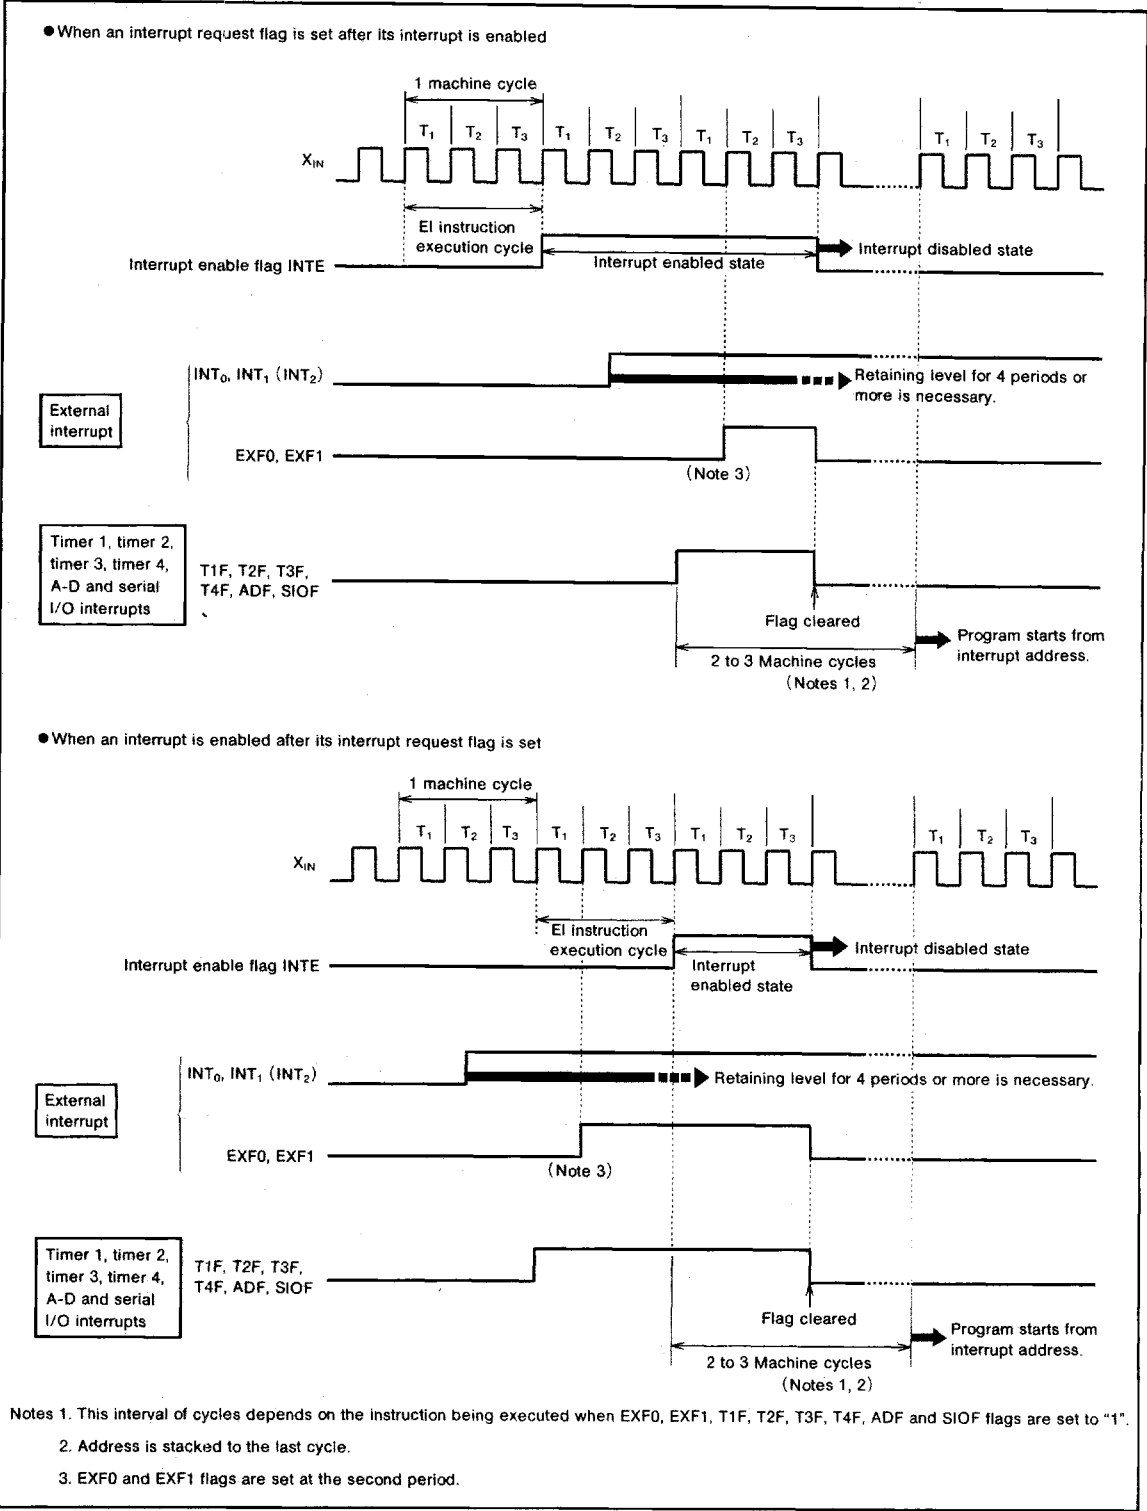 ●When an interrupt request flag is set after its interrupt is enabled
1 machine cycle
T1 T2 T3 T1 T2 T3 T1 T2 T3 T1 T2 T3
XIN
EI instruction
execution cycle
Interrupt enabled state
Interrupt disabled state
Interrupt enable flag INTE
INT0, INT1 (INT2)
Retaining level for 4 periods or
more is necessary.
External
interrupt
EXF0, EXF1
(Note 3)
Timer 1, timer 2,
timer 3, timer 4,
A-D and serial
I/O interrupts
T1F, T2F, T3F,
T4F, ADF, SIOF
Flag cleared
Program starts from
interrupt address.
2 to 3 Machine cycles
(Notes 1, 2)
●When an interrupt is enabled after its interrupt request flag is set
1 machine cycle
T1 T2 T3 T1 T2 T3 T1 T2 T3 T1 T2 T3
XIN
EI instruction
execution cycle
Interrupt
enabled state
Interrupt disabled state
Interrupt enable flag INTE
INT0, INT1 (INT2)
Retaining level for 4 periods or more is necessary.
External
interrupt
EXF0, EXF1
(Note 3)
Timer 1, timer 2,
timer 3, timer 4,
A-D and serial
I/O interrupts
T1F, T2F, T3F,
T4F, ADF, SIOF
Flag cleared
Program starts from
interrupt address.
2 to 3 Machine cycles
(Notes 1, 2)
Notes 1. This interval of cycles depends on the instruction being executed when EXF0, EXF1, T1F, T2F, T3F, T4F, ADF and SIOF flags are set to "1".
2. Address is stacked to the last cycle.
3. EXF0 and EXF1 flags are set at the second period.